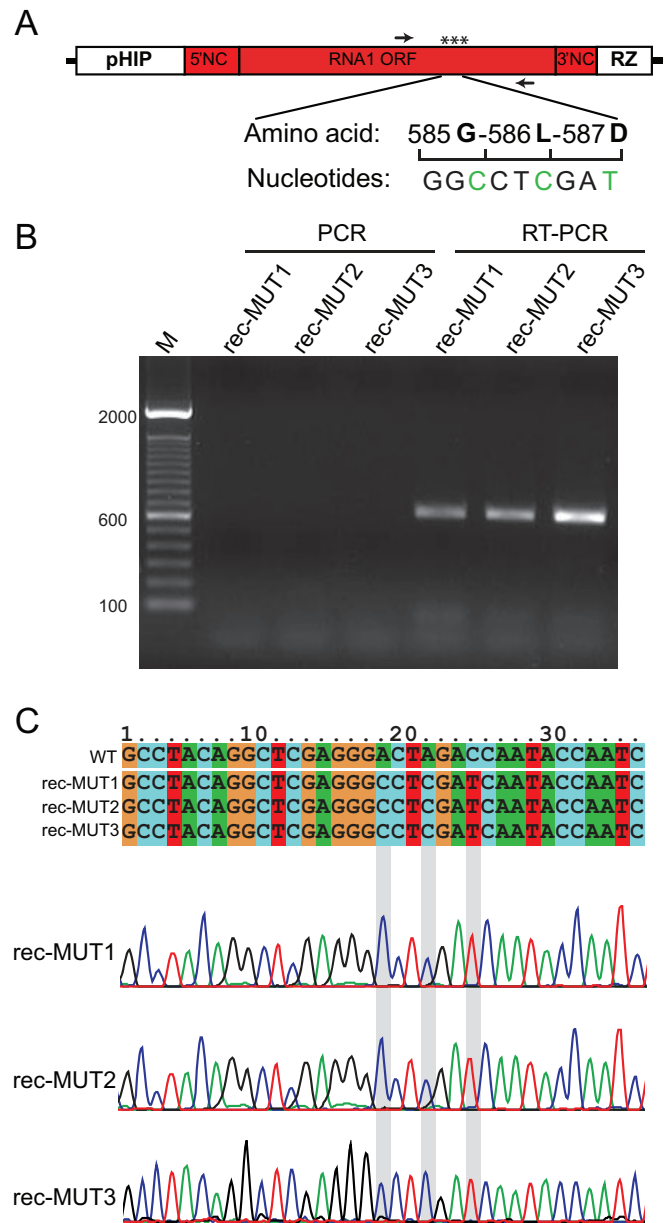 A
***
pHIP 5'NC RNA1 ORF 3'NC RZ
Amino acid: 585 G-586 L-587 D
Nucleotides: GGCCTCGAT
B
PCR RT-PCR
M rec-MUT1 rec-MUT2 rec-MUT3 rec-MUT1 rec-MUT2 rec-MUT3
2000
600
100
C
1.......10........20........30.....
WT GCCTACAGGCTCGAGGGACTAGACCAATACCAATC
rec-MUT1 GCCTACAGGCTCGAGGGCCTCGATCAATACCAATC
rec-MUT2 GCCTACAGGCTCGAGGGCCTCGATCAATACCAATC
rec-MUT3 GCCTACAGGCTCGAGGGCCTCGATCAATACCAATC
rec-MUT1
rec-MUT2
rec-MUT3